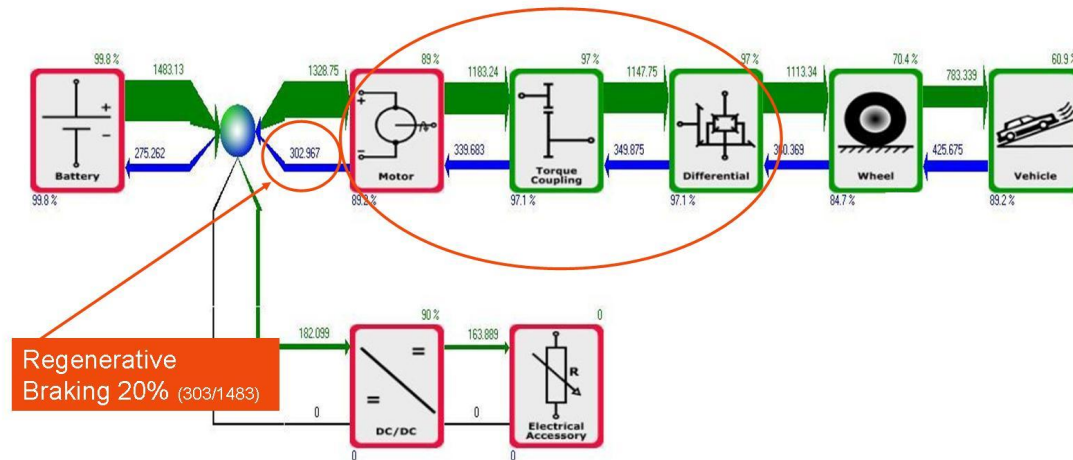 99.8 %
89 %
97 %
97%
70.4 %
60.9 %
1483.13
1328.75
1183.24
1147.75
1113.34
783.339
+
−
+
−
275.262
302.967
339.683
349.875
425.675
Battery
Motor
Torque
Coupling
Differential
Wheel
Vehicle
99.8 %
97.1 %
97.1 %
84.7 %
89.2 %
90 %
0
182.099
163.889
Regenerative
Braking 20% (303/1483)
=
=
R
0
0
DC/DC
Electrical
Accessory
0
0